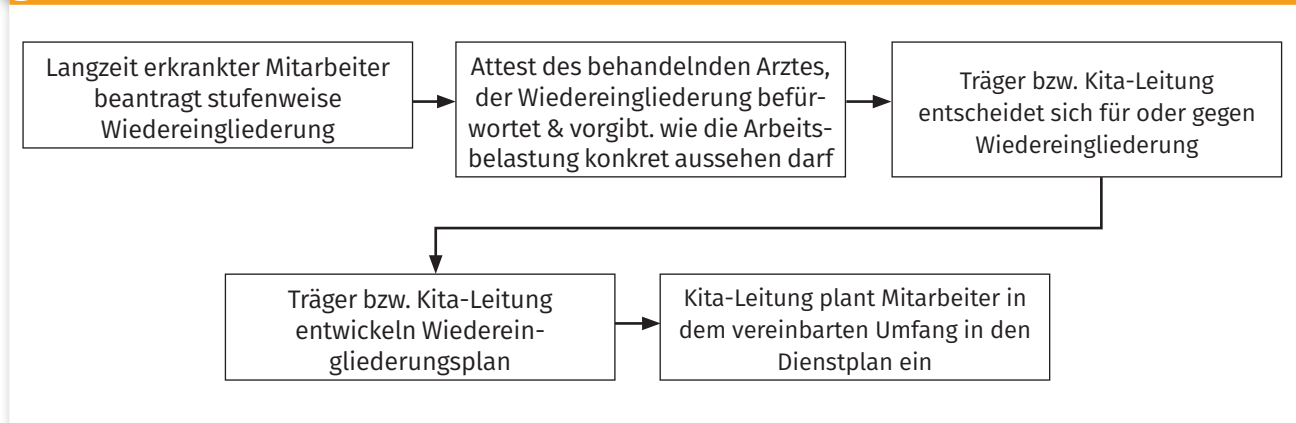 Langzeit erkrankter Mitarbeiter
beantragt stufenweise
Wiedereingliederung
Attest des behandelnden Arztes,
der Wiedereingliederung befür-
wortet & vorgibt. wie die Arbeits-
belastung konkret aussehen darf
Träger bzw. Kita-Leitung
entscheidet sich für oder gegen
Wiedereingliederung
Träger bzw. Kita-Leitung
entwickeln Wiederein-
gliederungsplan
Kita-Leitung plant Mitarbeiter in
dem vereinbarten Umfang in den
Dienstplan ein